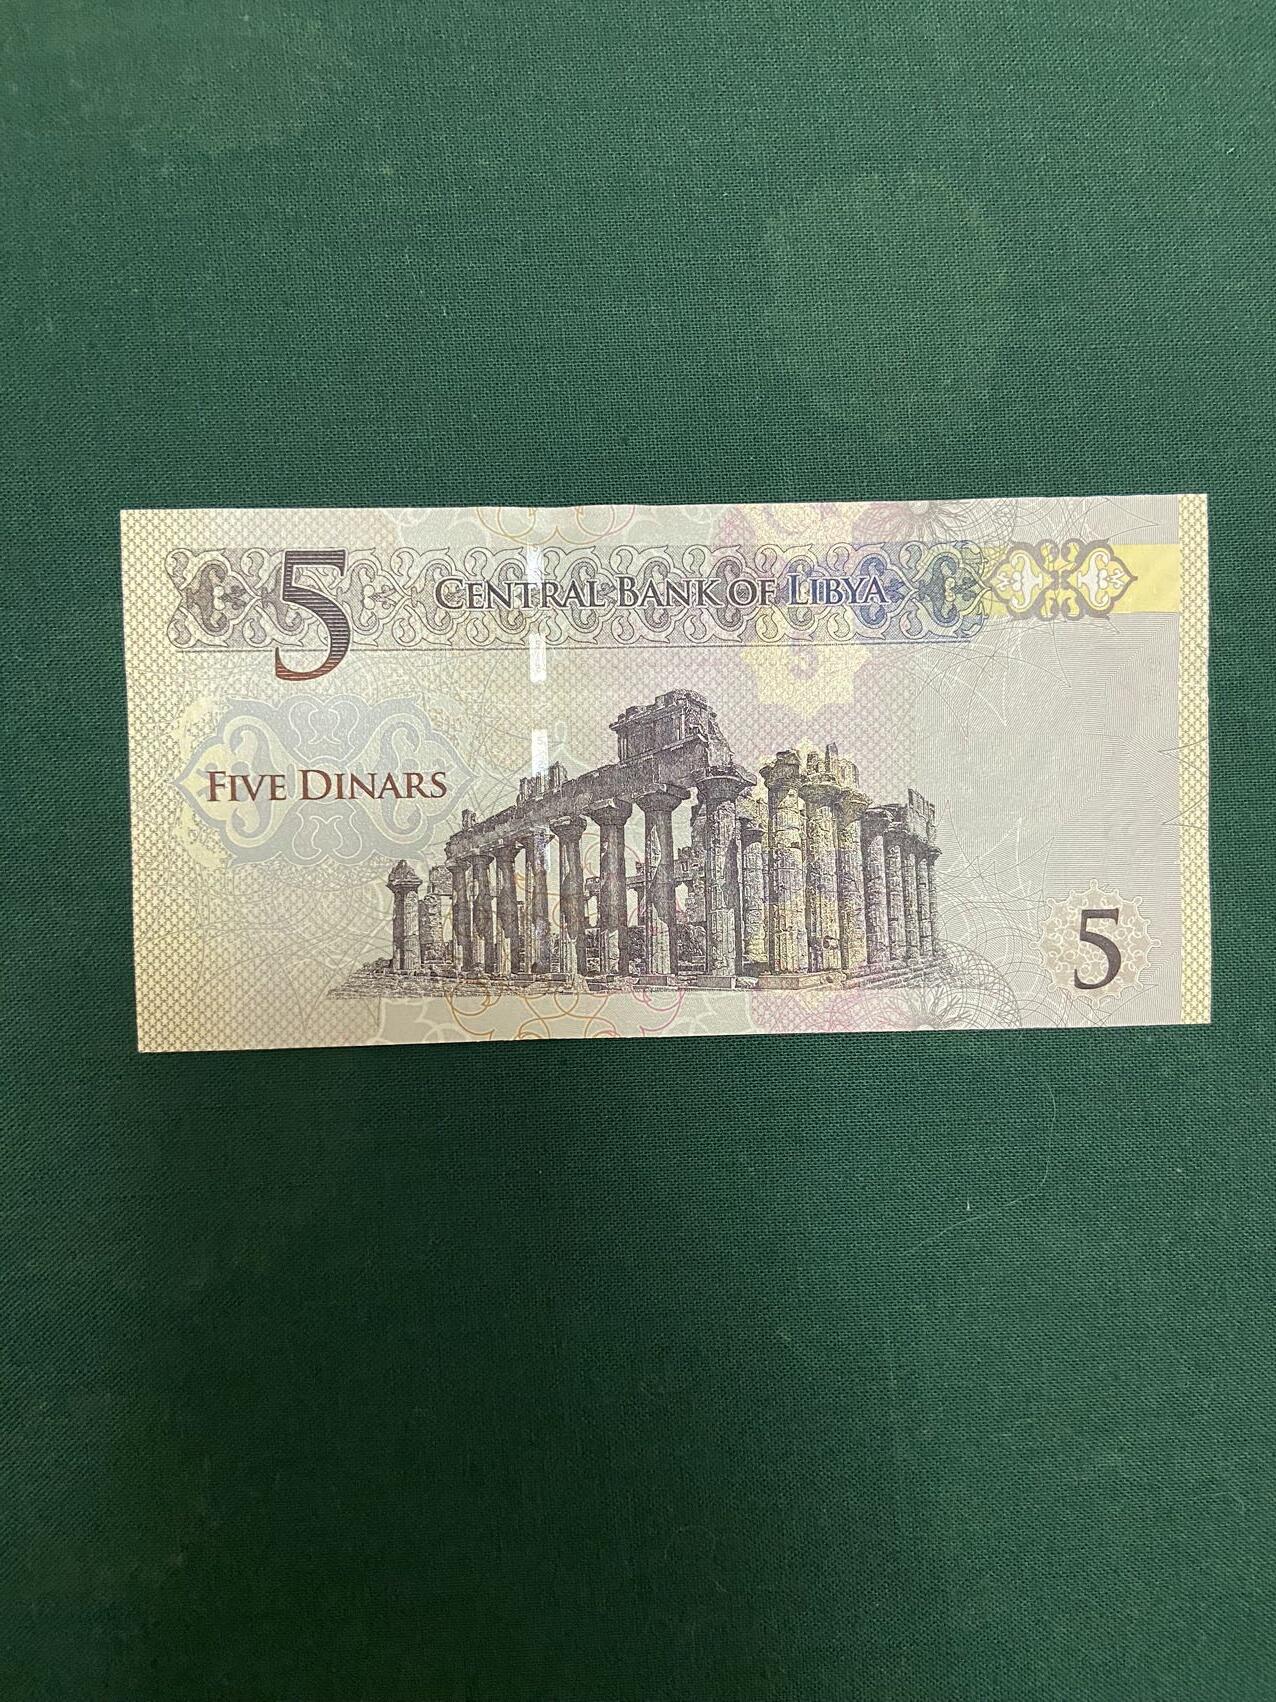 5
CENTRAL BANK OF LIBYA
FIVE DINARS
5